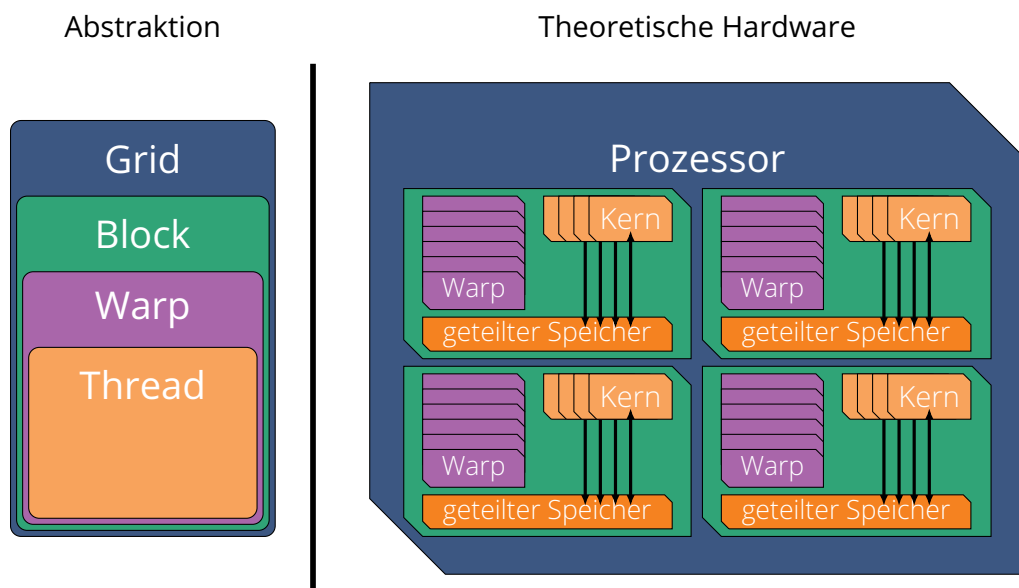 Abstraktion
Theoretische Hardware
Grid
Block
Warp
Thread
Prozessor
Kern
Warp
geteilter Speicher
Kern
Warp
geteilter Speicher
Kern
Warp
geteilter Speicher
Kern
Warp
geteilter Speicher